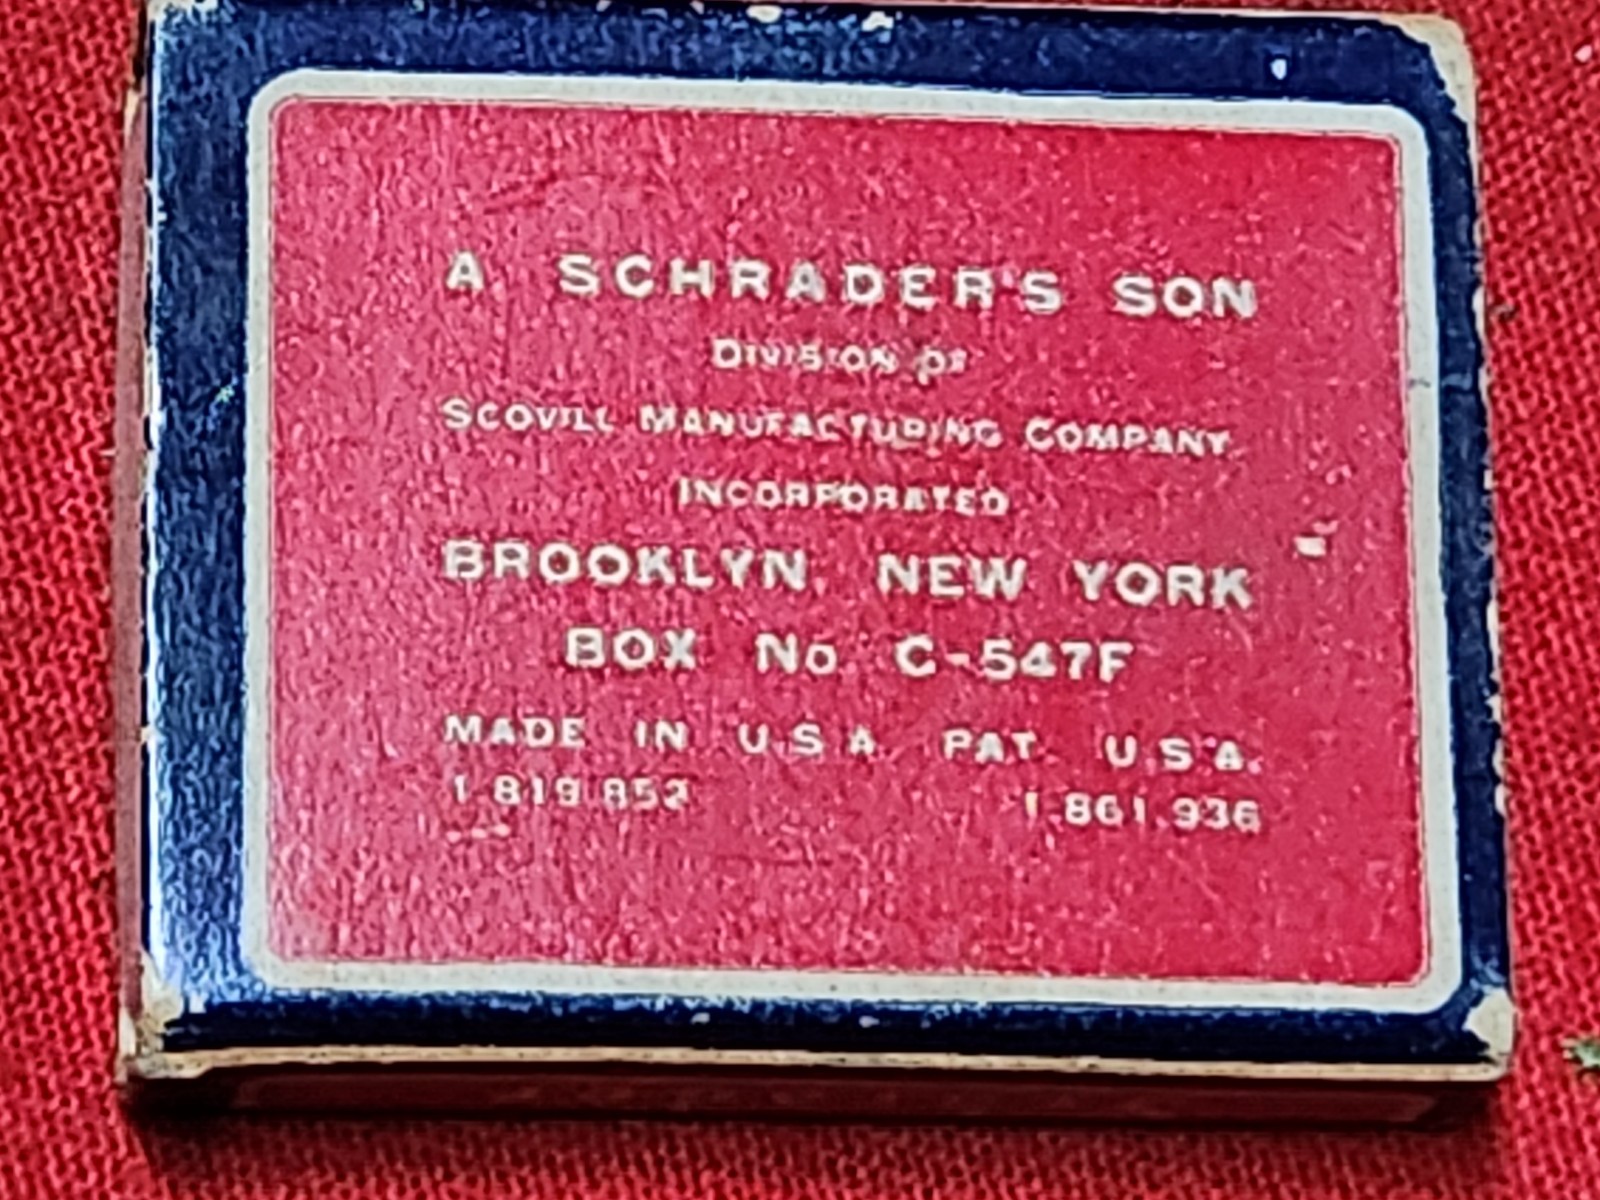 A SCHRADER'S SON
DIVISION OF
SCOVILL MANUFACTURING COMPANY
INCORPORATED
BROOKLYN, NEW YORK
BOX No C-547F
MADE IN U.S.A. PAT. U.S.A.
1.819.852 1.861.936